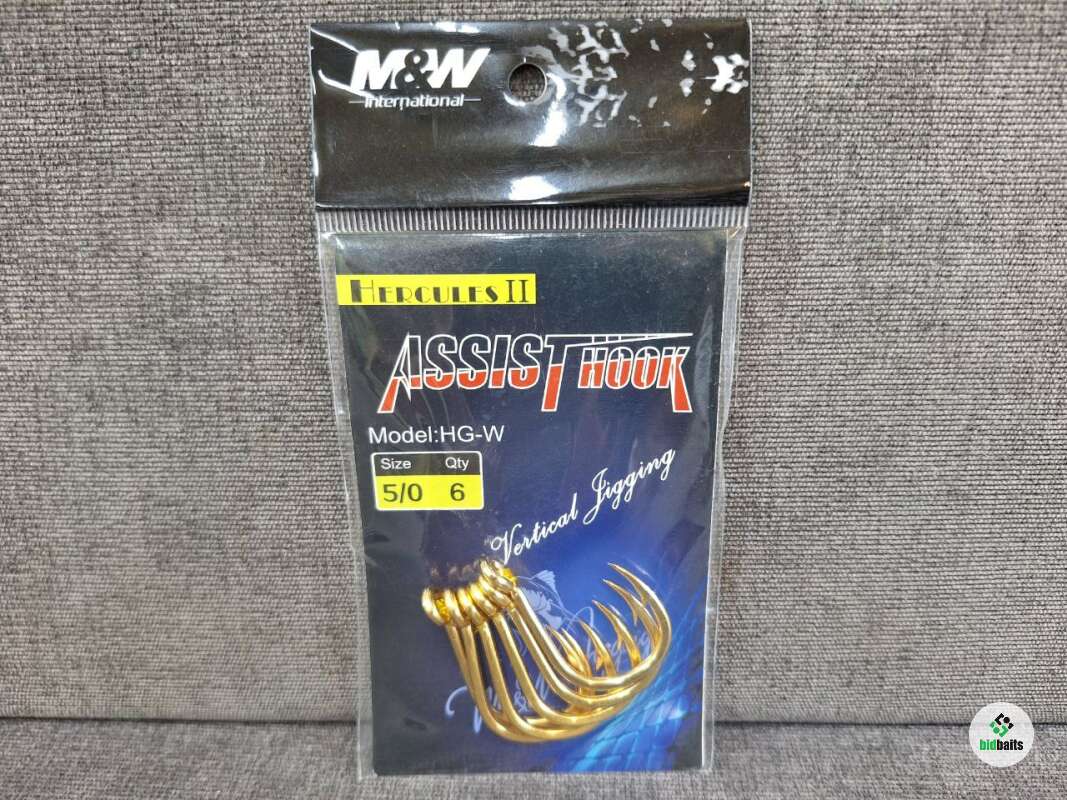 M&W
International
HERCULES II
ASSIST HOOK
Model:HG-W
Size Qty
5/0 6
Vertical Jigging
bidbaits